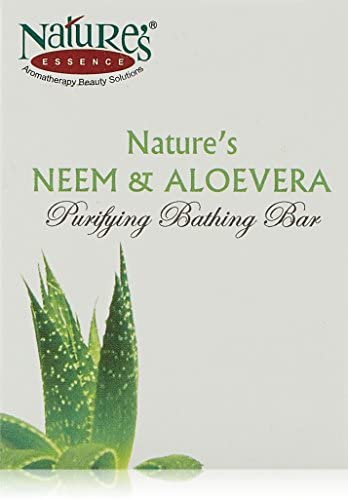 Nature's®
ESSENCE
Aromatherapy Beauty Solutions
Nature's
NEEM & ALOEVERA
Purifying Bathing Bar